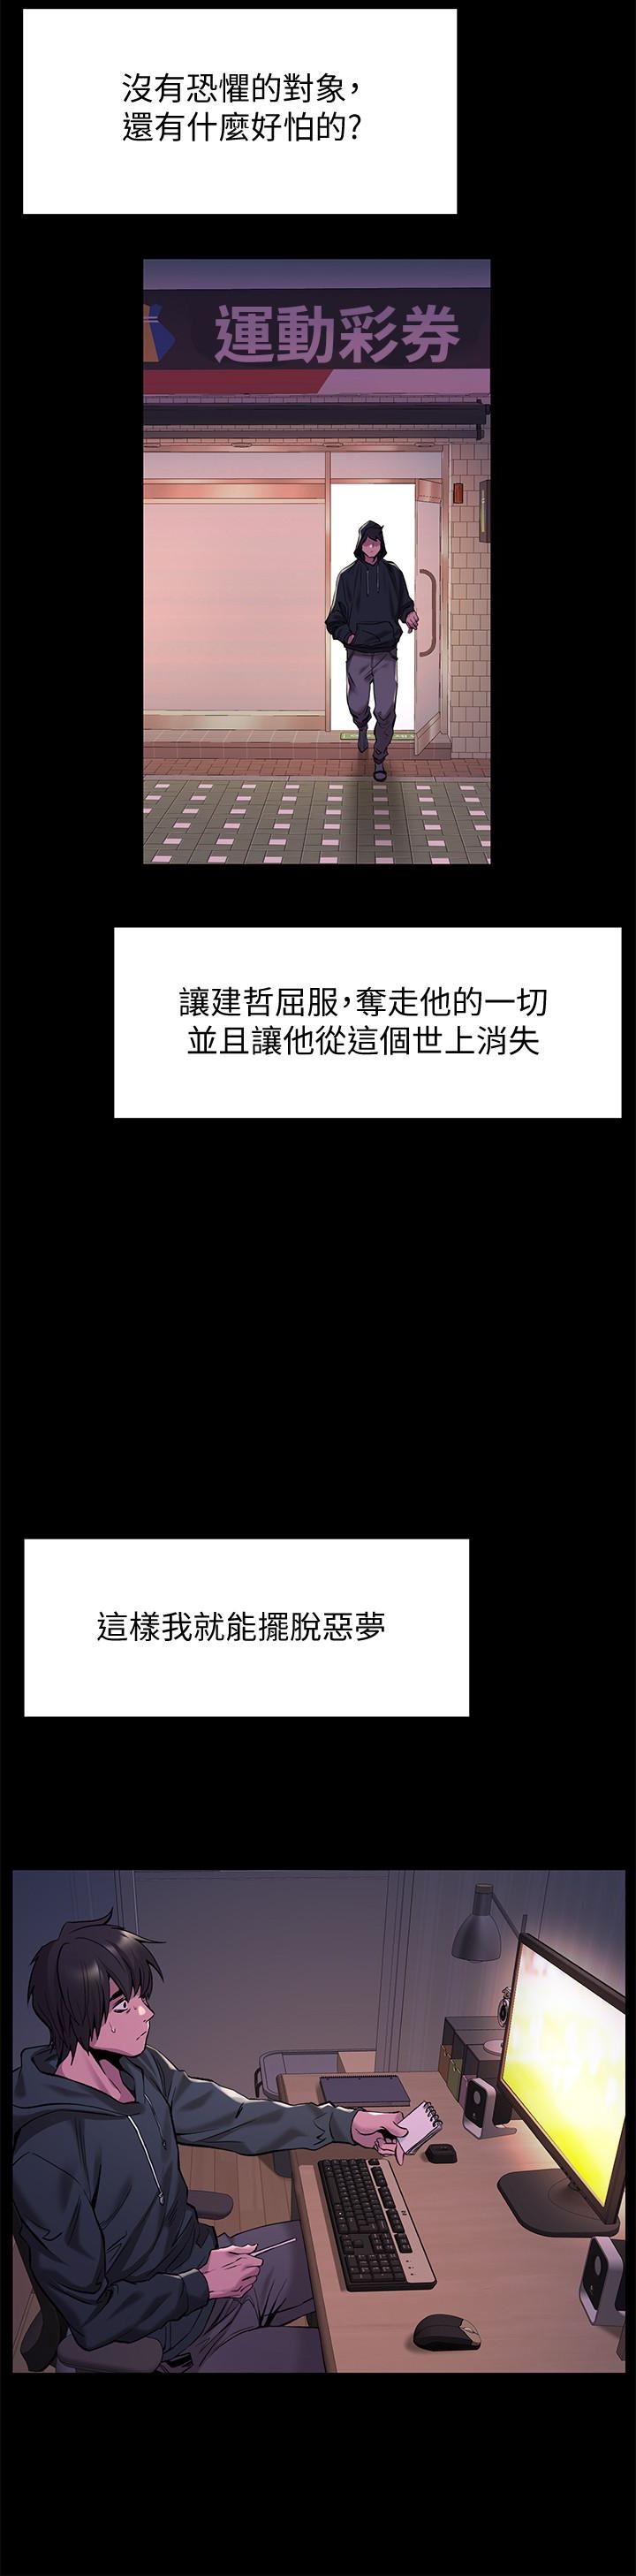 沒有恐懼的對象，
還有什麼好怕的？
運動彩券
讓建哲屈服，奪走他的一切
並且讓他從這個世上消失
這樣我就能擺脫惡夢